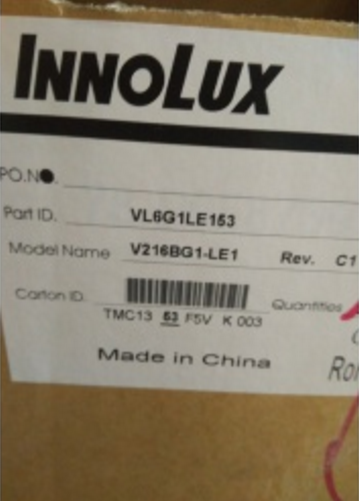 INNOLUX
PO.NO.
Part ID. VL6G1LE153
Model Name V216BG1-LE1 Rev. C1
Carton ID. Quantities
TMC13 53 F5V K 003
Made in China